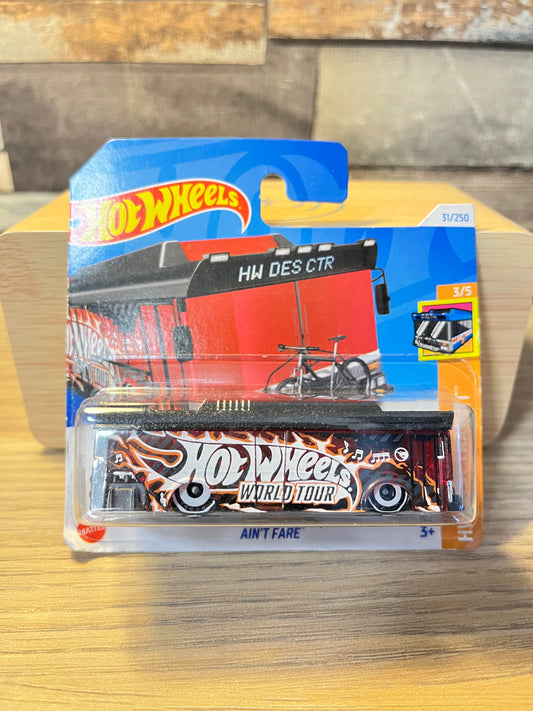 HOT WHEELS
31/250
HW DES CTR
3/5
HOT WHEELS
WORLD TOUR
MATTEL
AIN'T FARE
3+